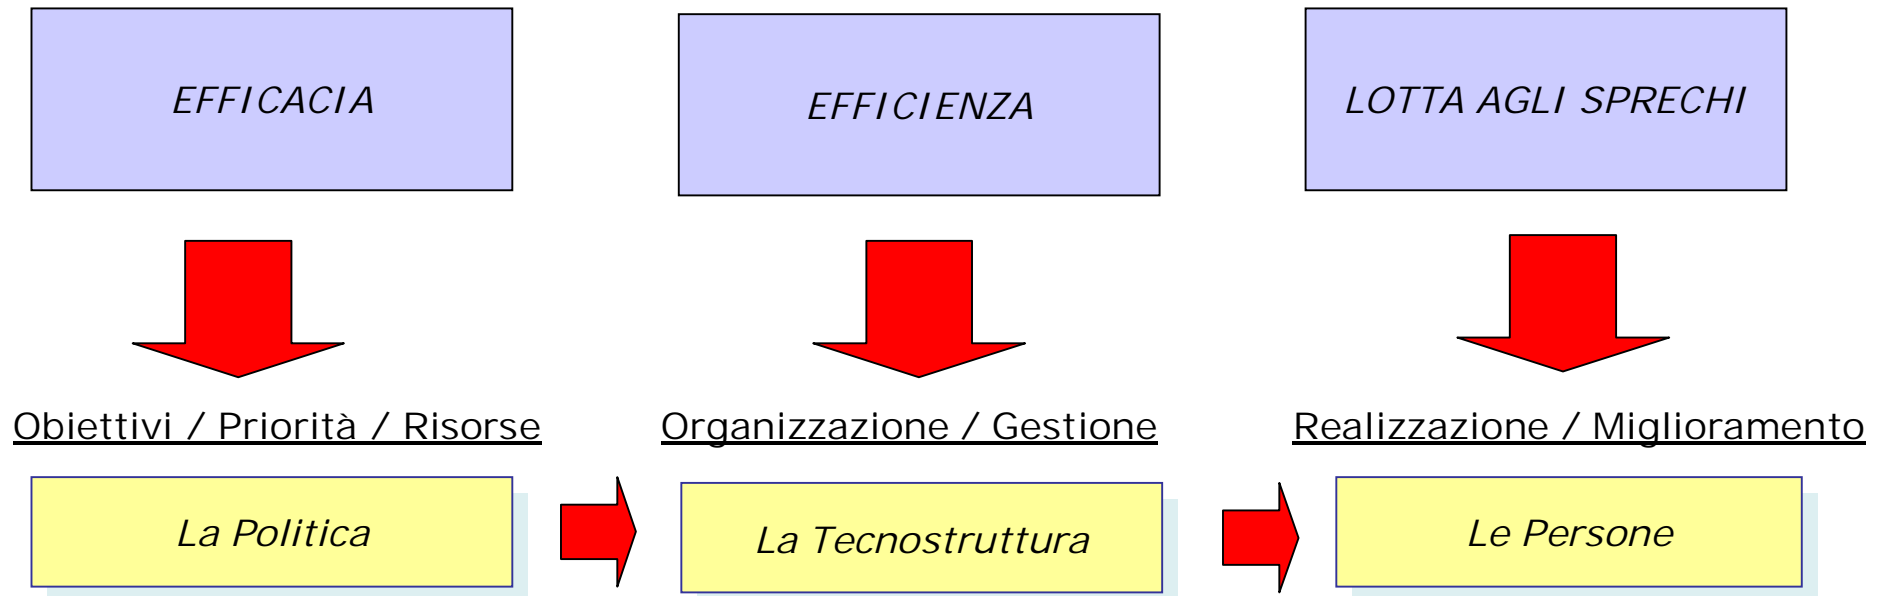 EFFICACIA
EFFICIENZA
LOTTA AGLI SPRECHI
Obiettivi / Priorità / Risorse
Organizzazione / Gestione
Realizzazione / Miglioramento
La Politica
La Tecnostruttura
Le Persone